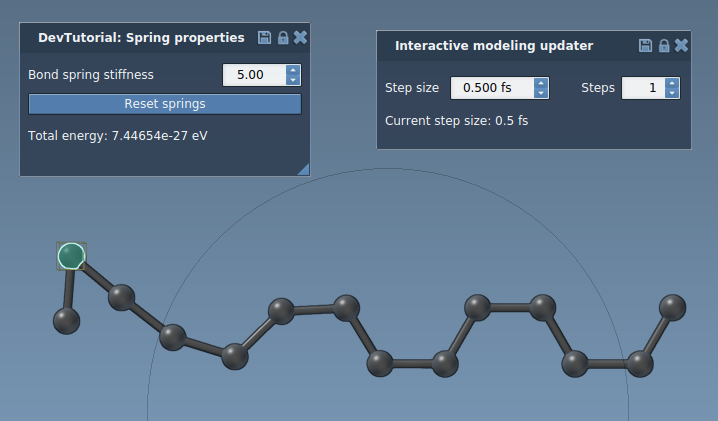 DevTutorial: Spring properties
Bond spring stiffness 5.00
Reset springs
Total energy: 7.44654e-27 eV
Interactive modeling updater
Step size 0.500 fs Steps 1
Current step size: 0.5 fs